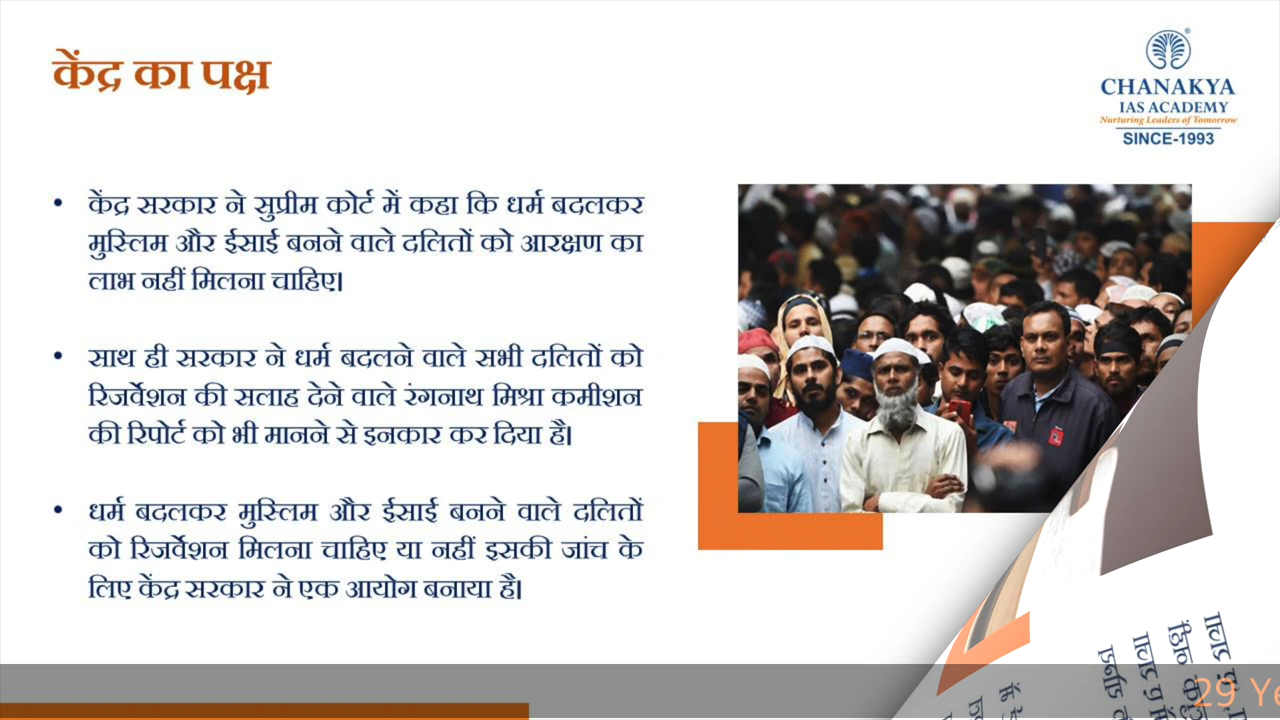 केंद्र का पक्ष
CHANAKYA
IAS ACADEMY
Nurturing Leaders of Tomorrow
SINCE-1993
• केंद्र सरकार ने सुप्रीम कोर्ट में कहा कि धर्म बदलकर
मुस्लिम और ईसाई बनने वाले दलितों को आरक्षण का
लाभ नहीं मिलना चाहिए।
• साथ ही सरकार ने धर्म बदलने वाले सभी दलितों को
रिजर्वेशन की सलाह देने वाले रंगनाथ मिश्रा कमीशन
की रिपोर्ट को भी मानने से इनकार कर दिया है।
• धर्म बदलकर मुस्लिम और ईसाई बनने वाले दलितों
को रिजर्वेशन मिलना चाहिए या नहीं इसकी जांच के
लिए केंद्र सरकार ने एक आयोग बनाया है।
29 Ye